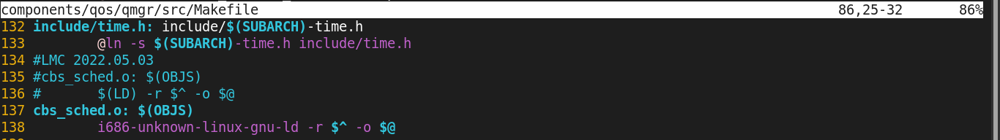 components/qos/qmgr/src/Makefile 86,25-32 86%
132 include/time.h: include/$(SUBARCH)-time.h
133 @ln -s $(SUBARCH)-time.h include/time.h
134 #LMC 2022.05.03
135 #cbs_sched.o: $(OBJS)
136 # $(LD) -r $^ -o $@
137 cbs_sched.o: $(OBJS)
138 i686-unknown-linux-gnu-ld -r $^ -o $@